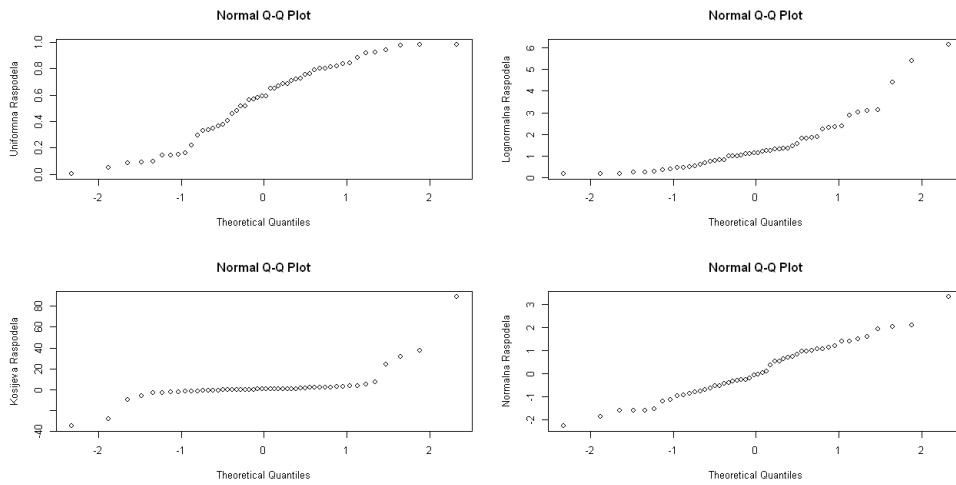 Normal Q-Q Plot
Uniformna Raspodela
0.0 0.2 0.4 0.6 0.8 1.0
-2 -1 0 1 2
Theoretical Quantiles
Normal Q-Q Plot
Lognormalna Raspodela
0 1 2 3 4 5 6
-2 -1 0 1 2
Theoretical Quantiles
Normal Q-Q Plot
Kosijeva Raspodela
-40 0 20 40 60 80
-2 -1 0 1 2
Theoretical Quantiles
Normal Q-Q Plot
Normalna Raspodela
-2 -1 0 1 2 3
-2 -1 0 1 2
Theoretical Quantiles